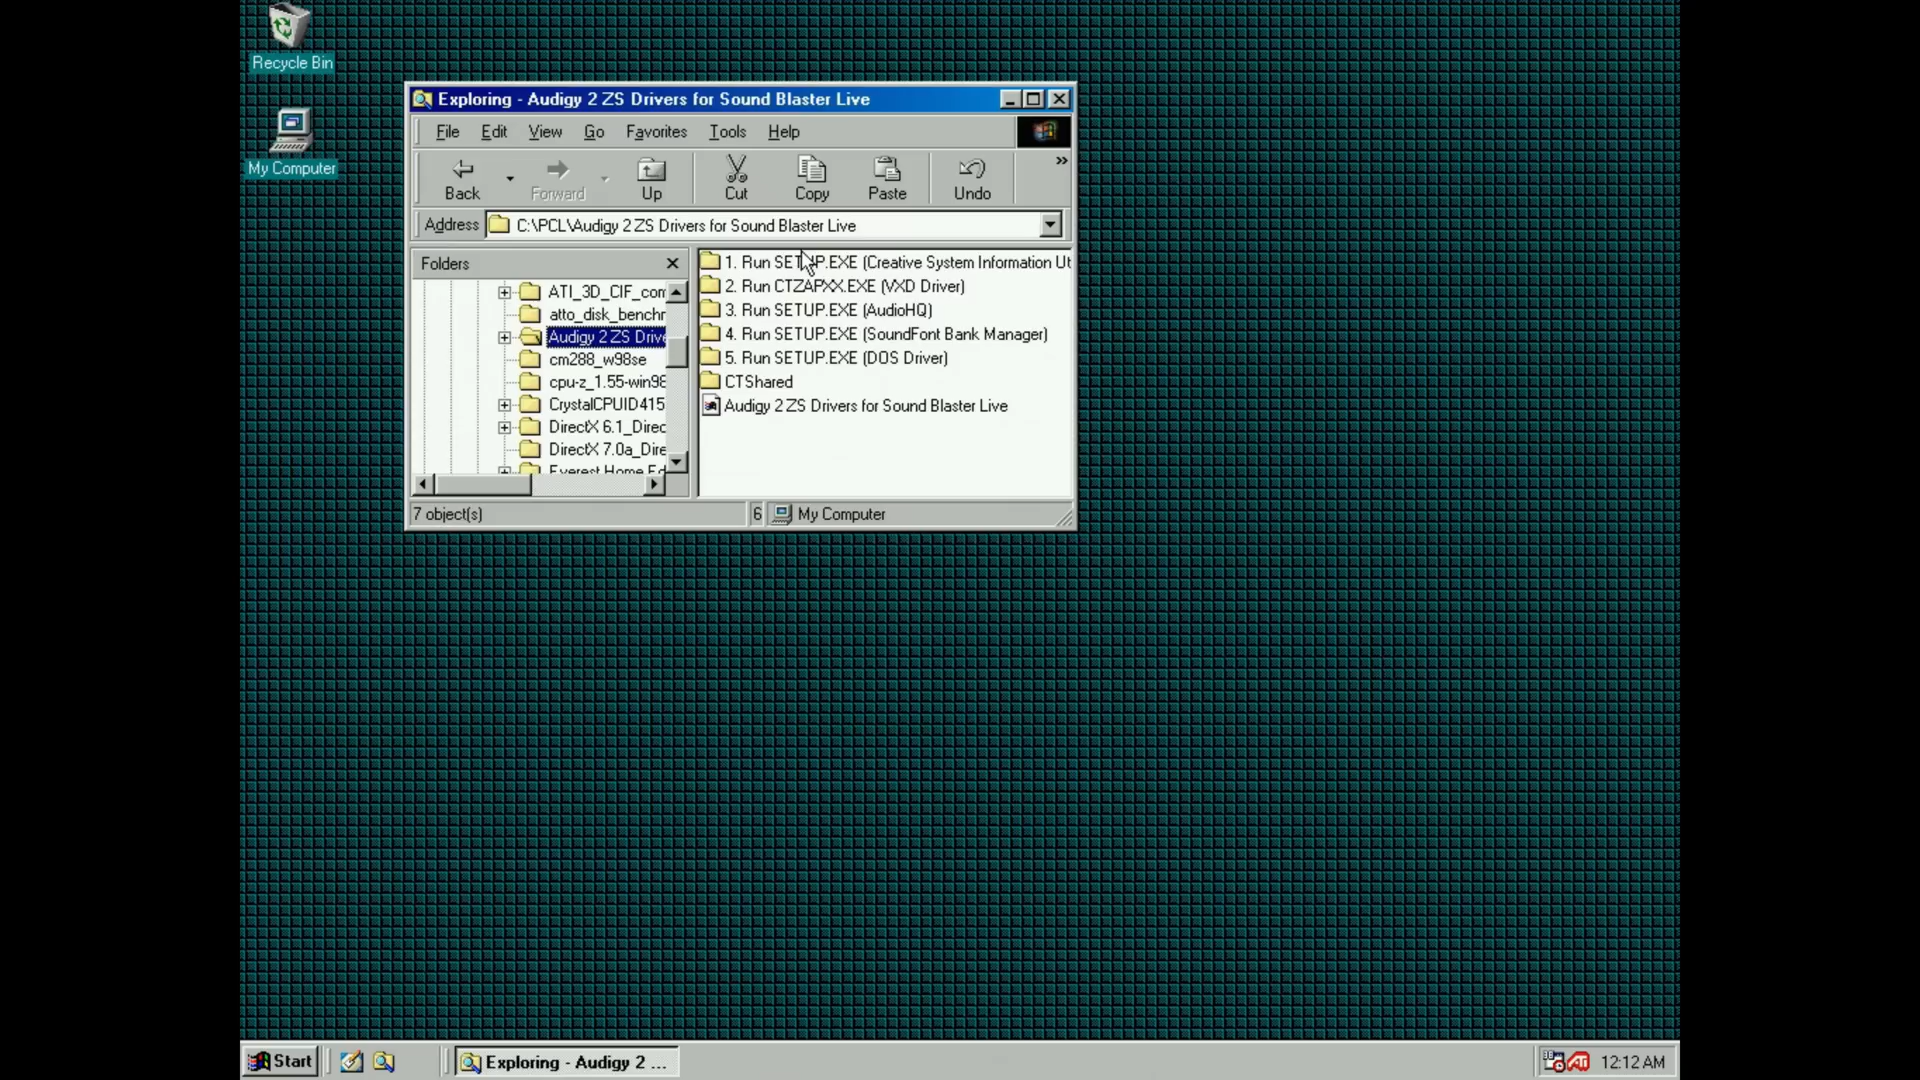 Recycle Bin
My Computer
Exploring - Audigy 2 ZS Drivers for Sound Blaster Live
File Edit View Go Favorites Tools Help
Back Forward Up Cut Copy Paste Undo »
Address C:\PCL\Audigy 2 ZS Drivers for Sound Blaster Live
Folders
ATI_3D_CIF_com
atto_disk_benchm
Audigy 2 ZS Drive
cm288_w98se
cpu-z_1.55-win98
CrystalCPUID415
DirectX 6.1_Direc
DirectX 7.0a_Dire
Everest Home Ed
1. Run SETUP.EXE (Creative System Information Ut
2. Run CTZAPXX.EXE (VXD Driver)
3. Run SETUP.EXE (AudioHQ)
4. Run SETUP.EXE (SoundFont Bank Manager)
5. Run SETUP.EXE (DOS Driver)
CTShared
Audigy 2 ZS Drivers for Sound Blaster Live
7 object(s) 6 My Computer
Start Exploring - Audigy 2 ... ATI 12:12 AM